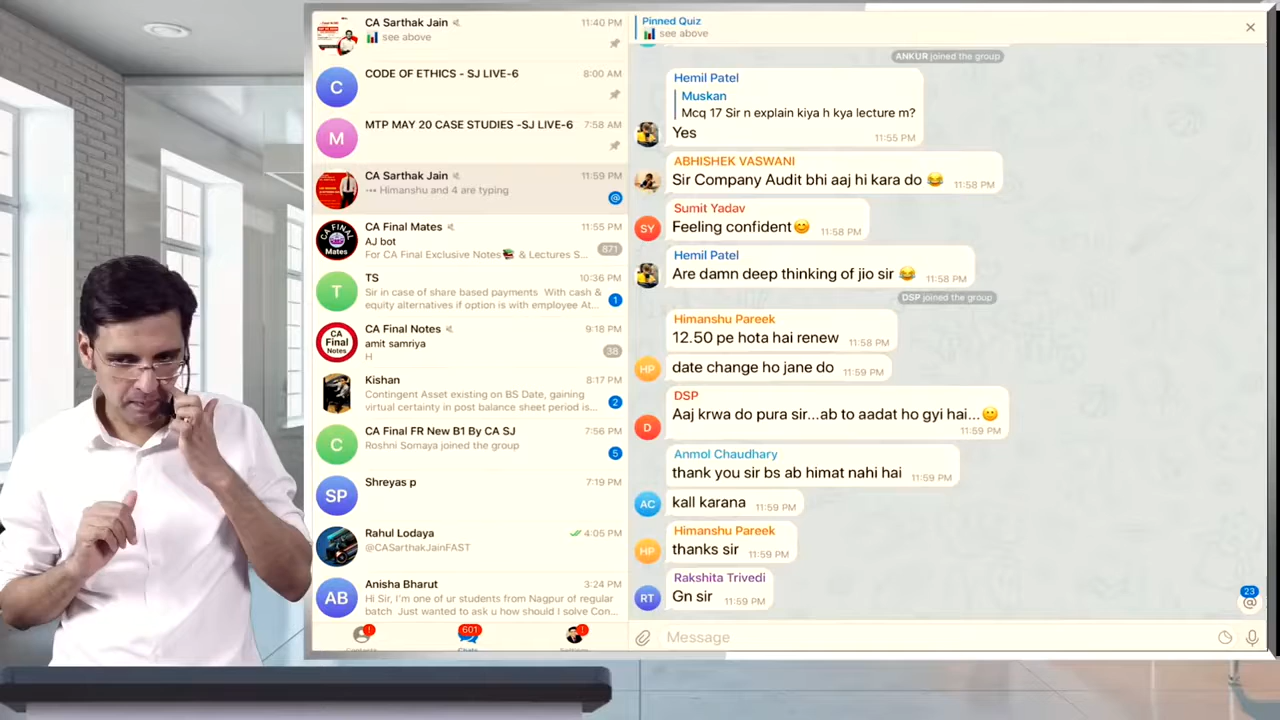 CA Sarthak Jain
11:40 PM
see above
CODE OF ETHICS - SJ LIVE-6
8:00 AM
C
MTP MAY 20 CASE STUDIES -SJ LIVE-6
7:58 AM
M
CA Sarthak Jain
11:59 PM
Himanshu and 4 are typing
@
CA Final Mates
11:55 PM
AJ bot
For CA Final Exclusive Notes📚 & Lectures S...
871
CA FINAL
Mates
TS
10:36 PM
Sir in case of share based payments With cash &
equity alternatives if option is with employee At...
1
T
CA Final Notes
9:18 PM
amit samriya
H
38
CA
Final
Notes
Kishan
8:17 PM
Contingent Asset existing on BS Date, gaining
virtual certainty in post balance sheet period is...
2
CA Final FR New B1 By CA SJ
7:56 PM
Roshni Somaya joined the group
5
C
Shreyas p
7:19 PM
SP
Rahul Lodaya
4:05 PM
@CASarthakJainFAST
Anisha Bharut
3:24 PM
Hi Sir, I'm one of ur students from Nagpur of regular
batch Just wanted to ask u how should I solve Con...
AB
!
601
!
Pinned Quiz
see above
ANKUR joined the group
Hemil Patel
Muskan
Mcq 17 Sir n explain kiya h kya lecture m?
Yes
11:55 PM
ABHISHEK VASWANI
Sir Company Audit bhi aaj hi kara do 😂
11:58 PM
Sumit Yadav
Feeling confident😊
11:58 PM
SY
Hemil Patel
Are damn deep thinking of jio sir 😂
11:58 PM
DSP joined the group
Himanshu Pareek
12.50 pe hota hai renew
11:58 PM
date change ho jane do
11:59 PM
HP
DSP
Aaj krwa do pura sir...ab to aadat ho gyi hai...😊
11:59 PM
D
Anmol Chaudhary
thank you sir bs ab himat nahi hai
11:59 PM
kall karana
11:59 PM
AC
Himanshu Pareek
thanks sir
11:59 PM
HP
Rakshita Trivedi
Gn sir
11:59 PM
RT
23
@
Message